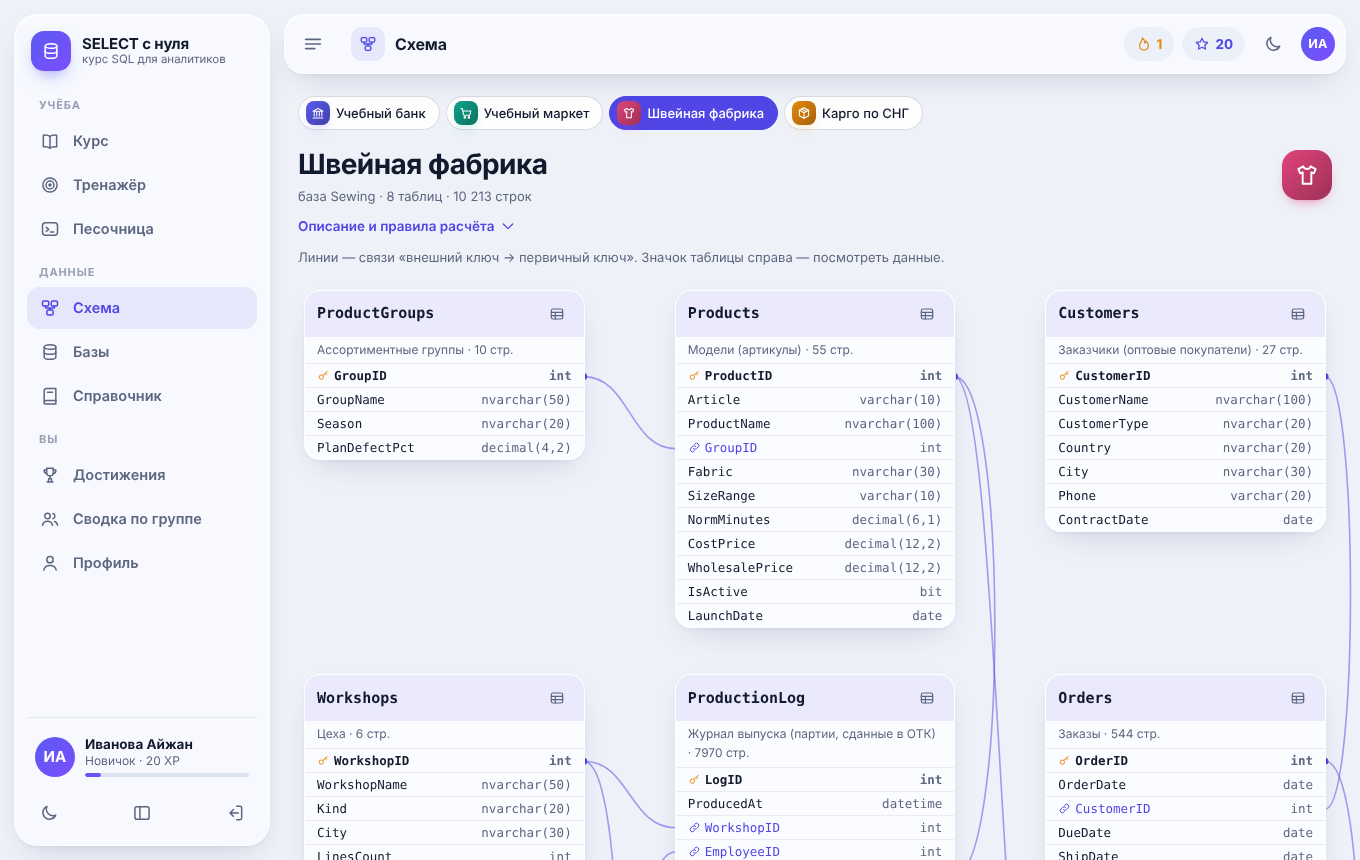 SELECT с нуля
курс SQL для аналитиков
УЧЁБА
Курс
Тренажёр
Песочница
ДАННЫЕ
Схема
Базы
Справочник
ВЫ
Достижения
Сводка по группе
Профиль
ИА
Иванова Айжан
Новичок · 20 XP
Схема
1
20
ИА
Учебный банк
Учебный маркет
Швейная фабрика
Карго по СНГ
Швейная фабрика
база Sewing · 8 таблиц · 10 213 строк
Описание и правила расчёта
Линии — связи «внешний ключ → первичный ключ». Значок таблицы справа — посмотреть данные.
ProductGroups
Ассортиментные группы · 10 стр.
GroupID int
GroupName nvarchar(50)
Season nvarchar(20)
PlanDefectPct decimal(4,2)
Products
Модели (артикулы) · 55 стр.
ProductID int
Article varchar(10)
ProductName nvarchar(100)
GroupID int
Fabric nvarchar(30)
SizeRange varchar(10)
NormMinutes decimal(6,1)
CostPrice decimal(12,2)
WholesalePrice decimal(12,2)
IsActive bit
LaunchDate date
Customers
Заказчики (оптовые покупатели) · 27 стр.
CustomerID int
CustomerName nvarchar(100)
CustomerType nvarchar(20)
Country nvarchar(20)
City nvarchar(30)
Phone varchar(20)
ContractDate date
Workshops
Цеха · 6 стр.
WorkshopID int
WorkshopName nvarchar(50)
Kind nvarchar(20)
City nvarchar(30)
LinesCount int
ProductionLog
Журнал выпуска (партии, сданные в ОТК)
· 7970 стр.
LogID int
ProducedAt datetime
WorkshopID int
EmployeeID int
Orders
Заказы · 544 стр.
OrderID int
OrderDate date
CustomerID int
DueDate date
ShipDate date